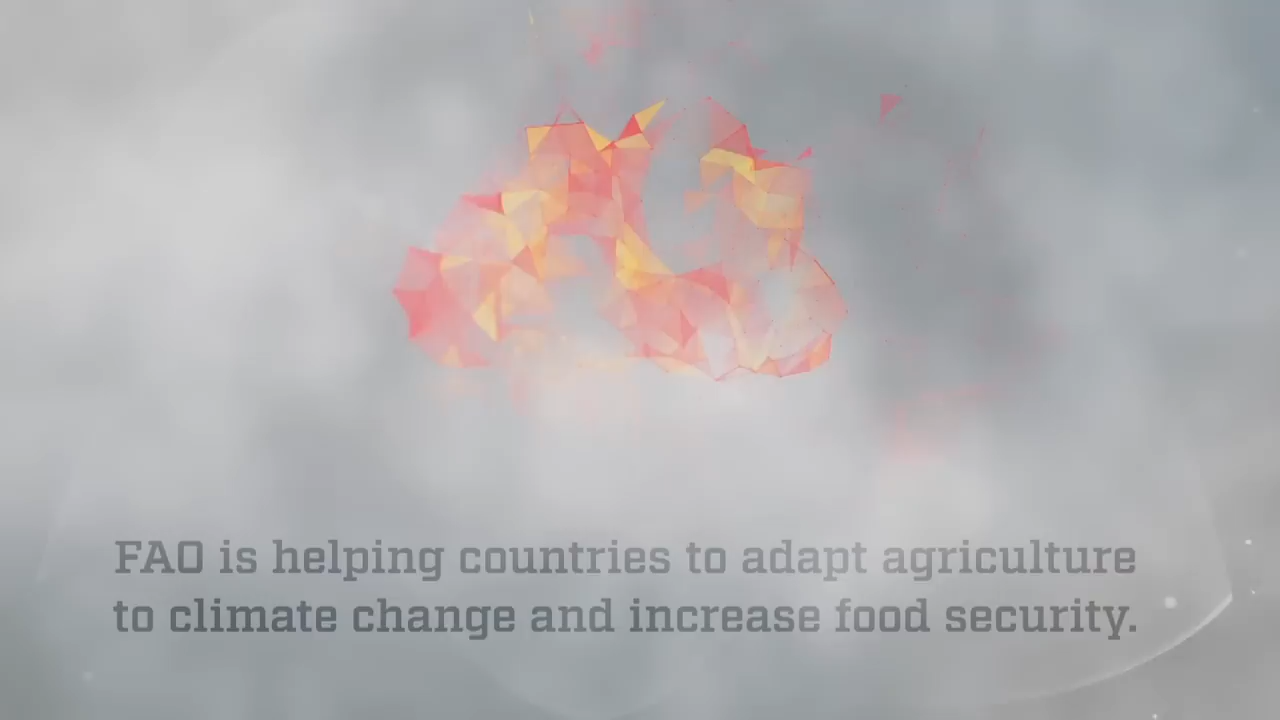 FAO is helping countries to adapt agriculture
to climate change and increase food security.